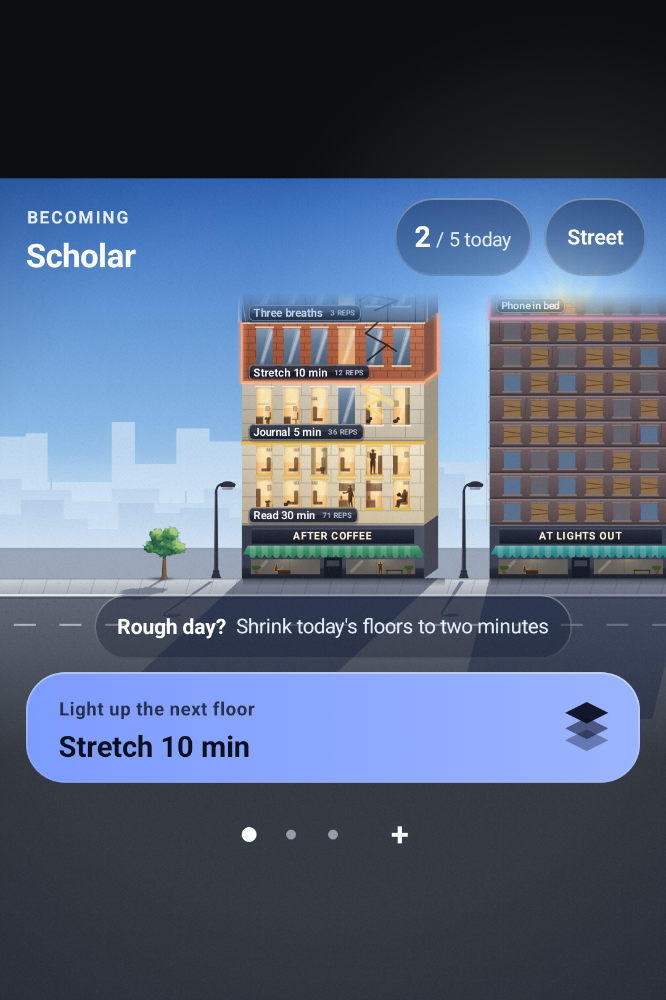 BECOMING
Scholar
2 / 5 today
Street
Three breaths 3 REPS
Phone in bed
Stretch 10 min 12 REPS
Journal 5 min 36 REPS
Read 30 min 71 REPS
AFTER COFFEE
AT LIGHTS OUT
Rough day? Shrink today's floors to two minutes
Light up the next floor
Stretch 10 min